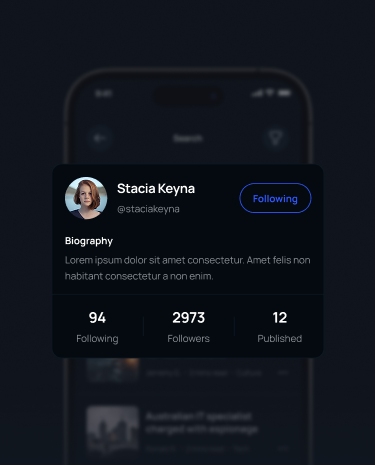 9:41
Search
Stacia Keyna
@staciakeyna
Following
Biography
Lorem ipsum dolor sit amet consectetur. Amet felis non
habitant consectetur a non enim.
94
2973
12
Following
Followers
Published
Australian IT specialist
charged with espionage